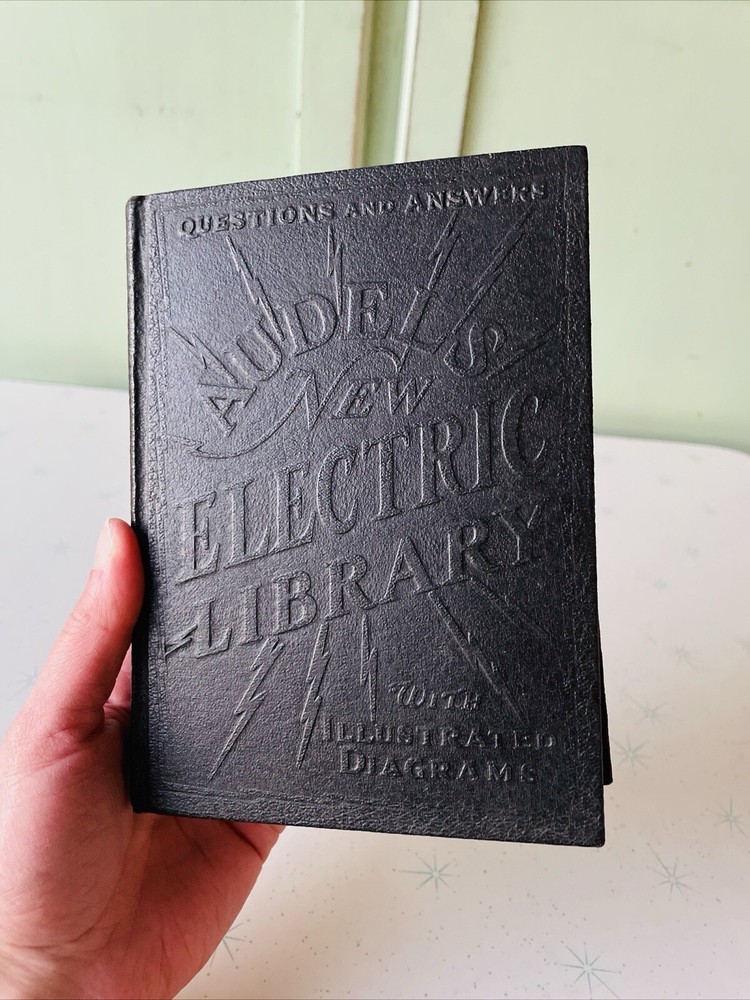 QUESTIONS AND ANSWERS
AUDELS
NEW
ELECTRIC
LIBRARY
WITH
ILLUSTRATED
DIAGRAMS